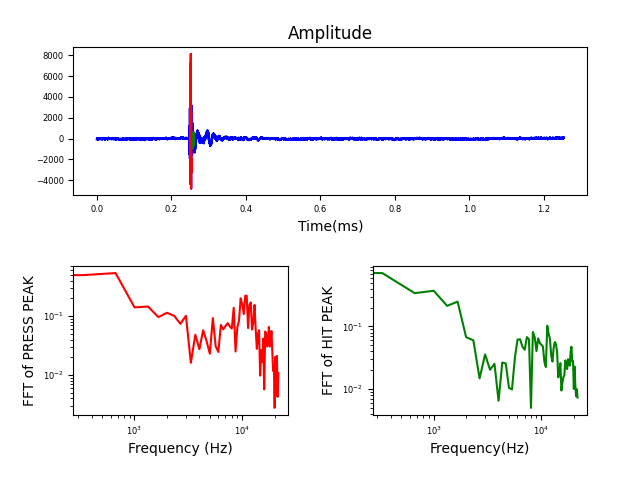 Amplitude
8000
6000
4000
2000
0
−2000
−4000
0.0 0.2 0.4 0.6 0.8 1.0 1.2
Time(ms)
FFT of PRESS PEAK
10⁻¹
10⁻²
10³ 10⁴
Frequency (Hz)
FFT of HIT PEAK
10⁻¹
10⁻²
10³ 10⁴
Frequency(Hz)